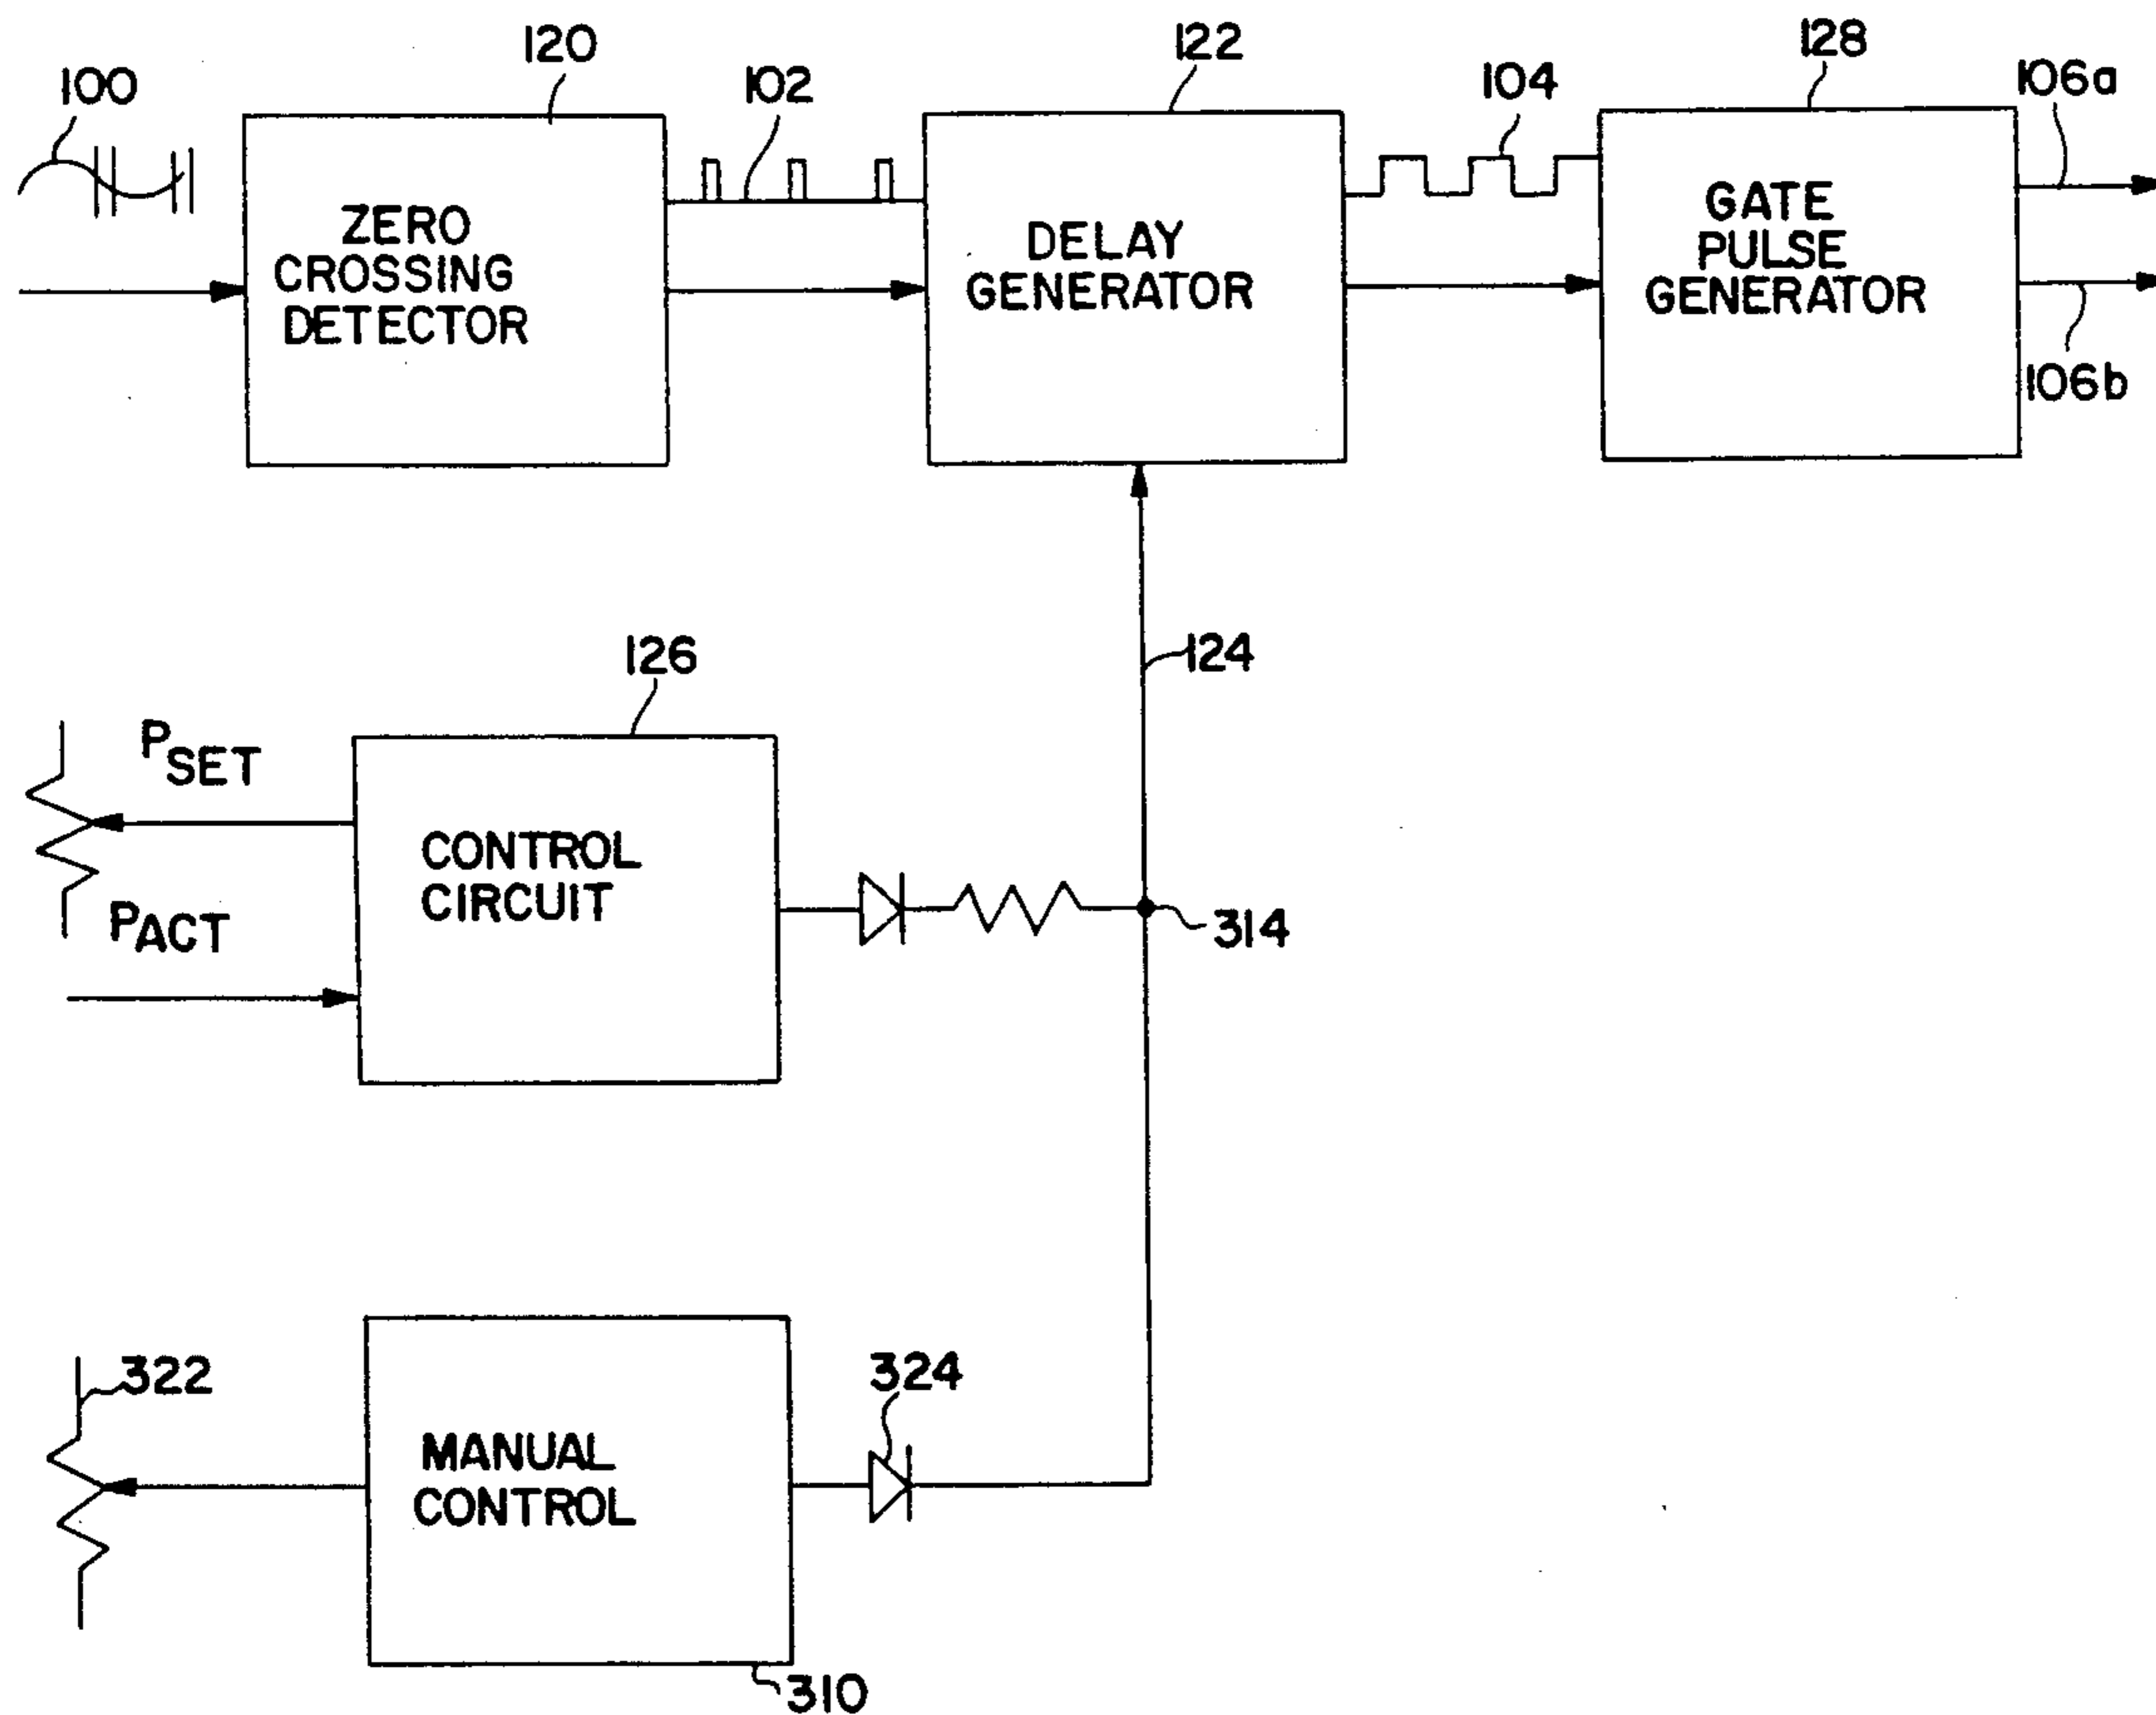 100
120
102
122
104
128
106a
106b
ZERO
CROSSING
DETECTOR
DELAY
GENERATOR
GATE
PULSE
GENERATOR
124
126
PSET
PACT
CONTROL
CIRCUIT
314
322
324
MANUAL
CONTROL
310